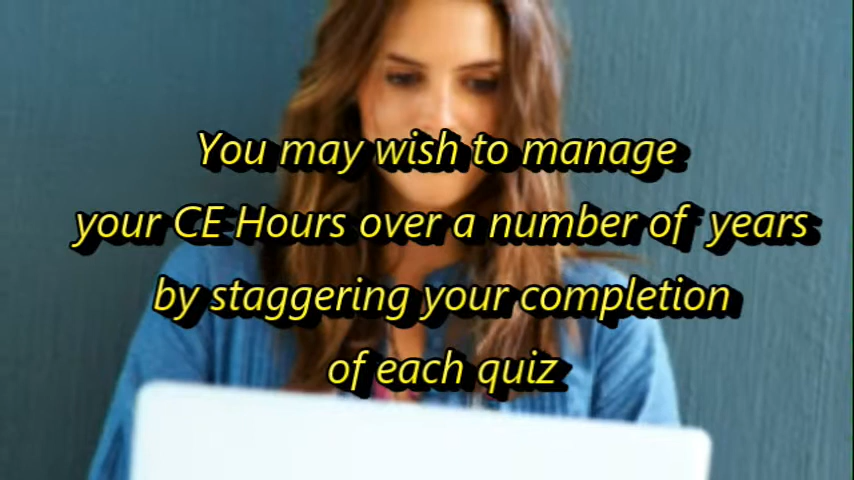 You may wish to manage
your CE Hours over a number of years
by staggering your completion
of each quiz